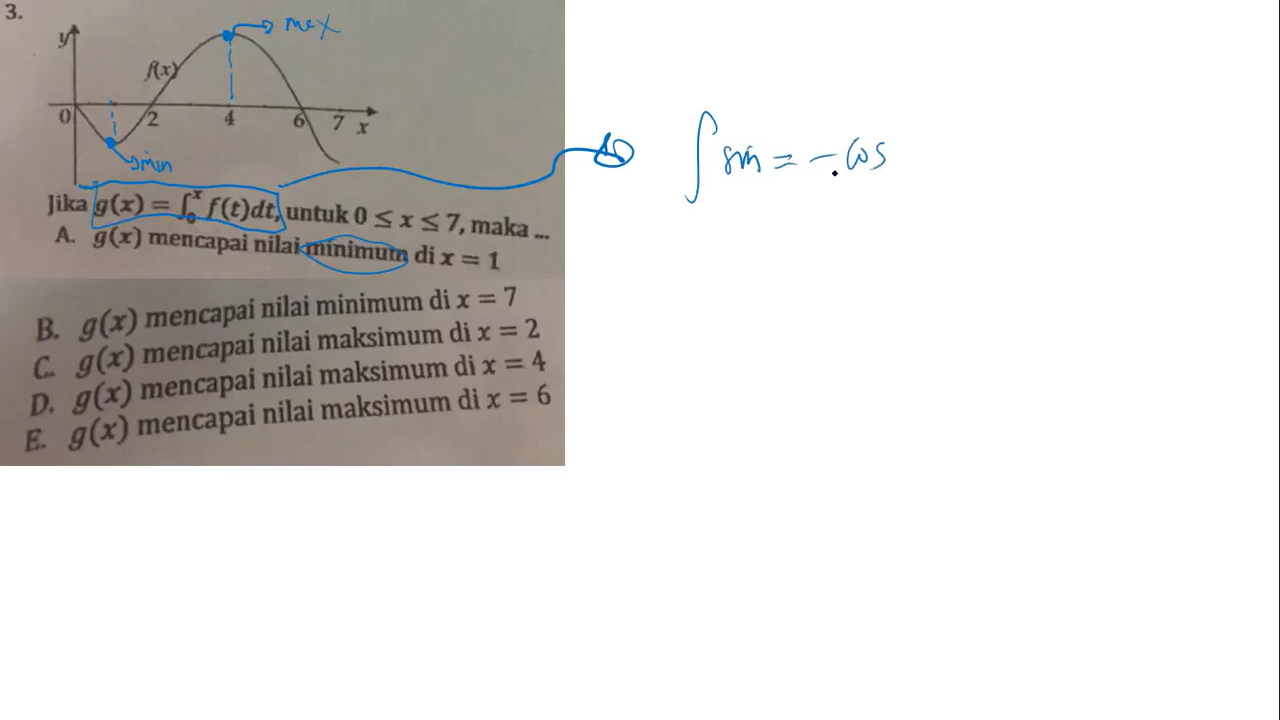 3.
y
max
f(x)
0 2 4 6 7 x
min
∫ sin = - cos
Jika g(x) = ∫₀ˣ f(t)dt, untuk 0 ≤ x ≤ 7, maka ...
A. g(x) mencapai nilai minimum di x = 1
B. g(x) mencapai nilai minimum di x = 7
C. g(x) mencapai nilai maksimum di x = 2
D. g(x) mencapai nilai maksimum di x = 4
E. g(x) mencapai nilai maksimum di x = 6